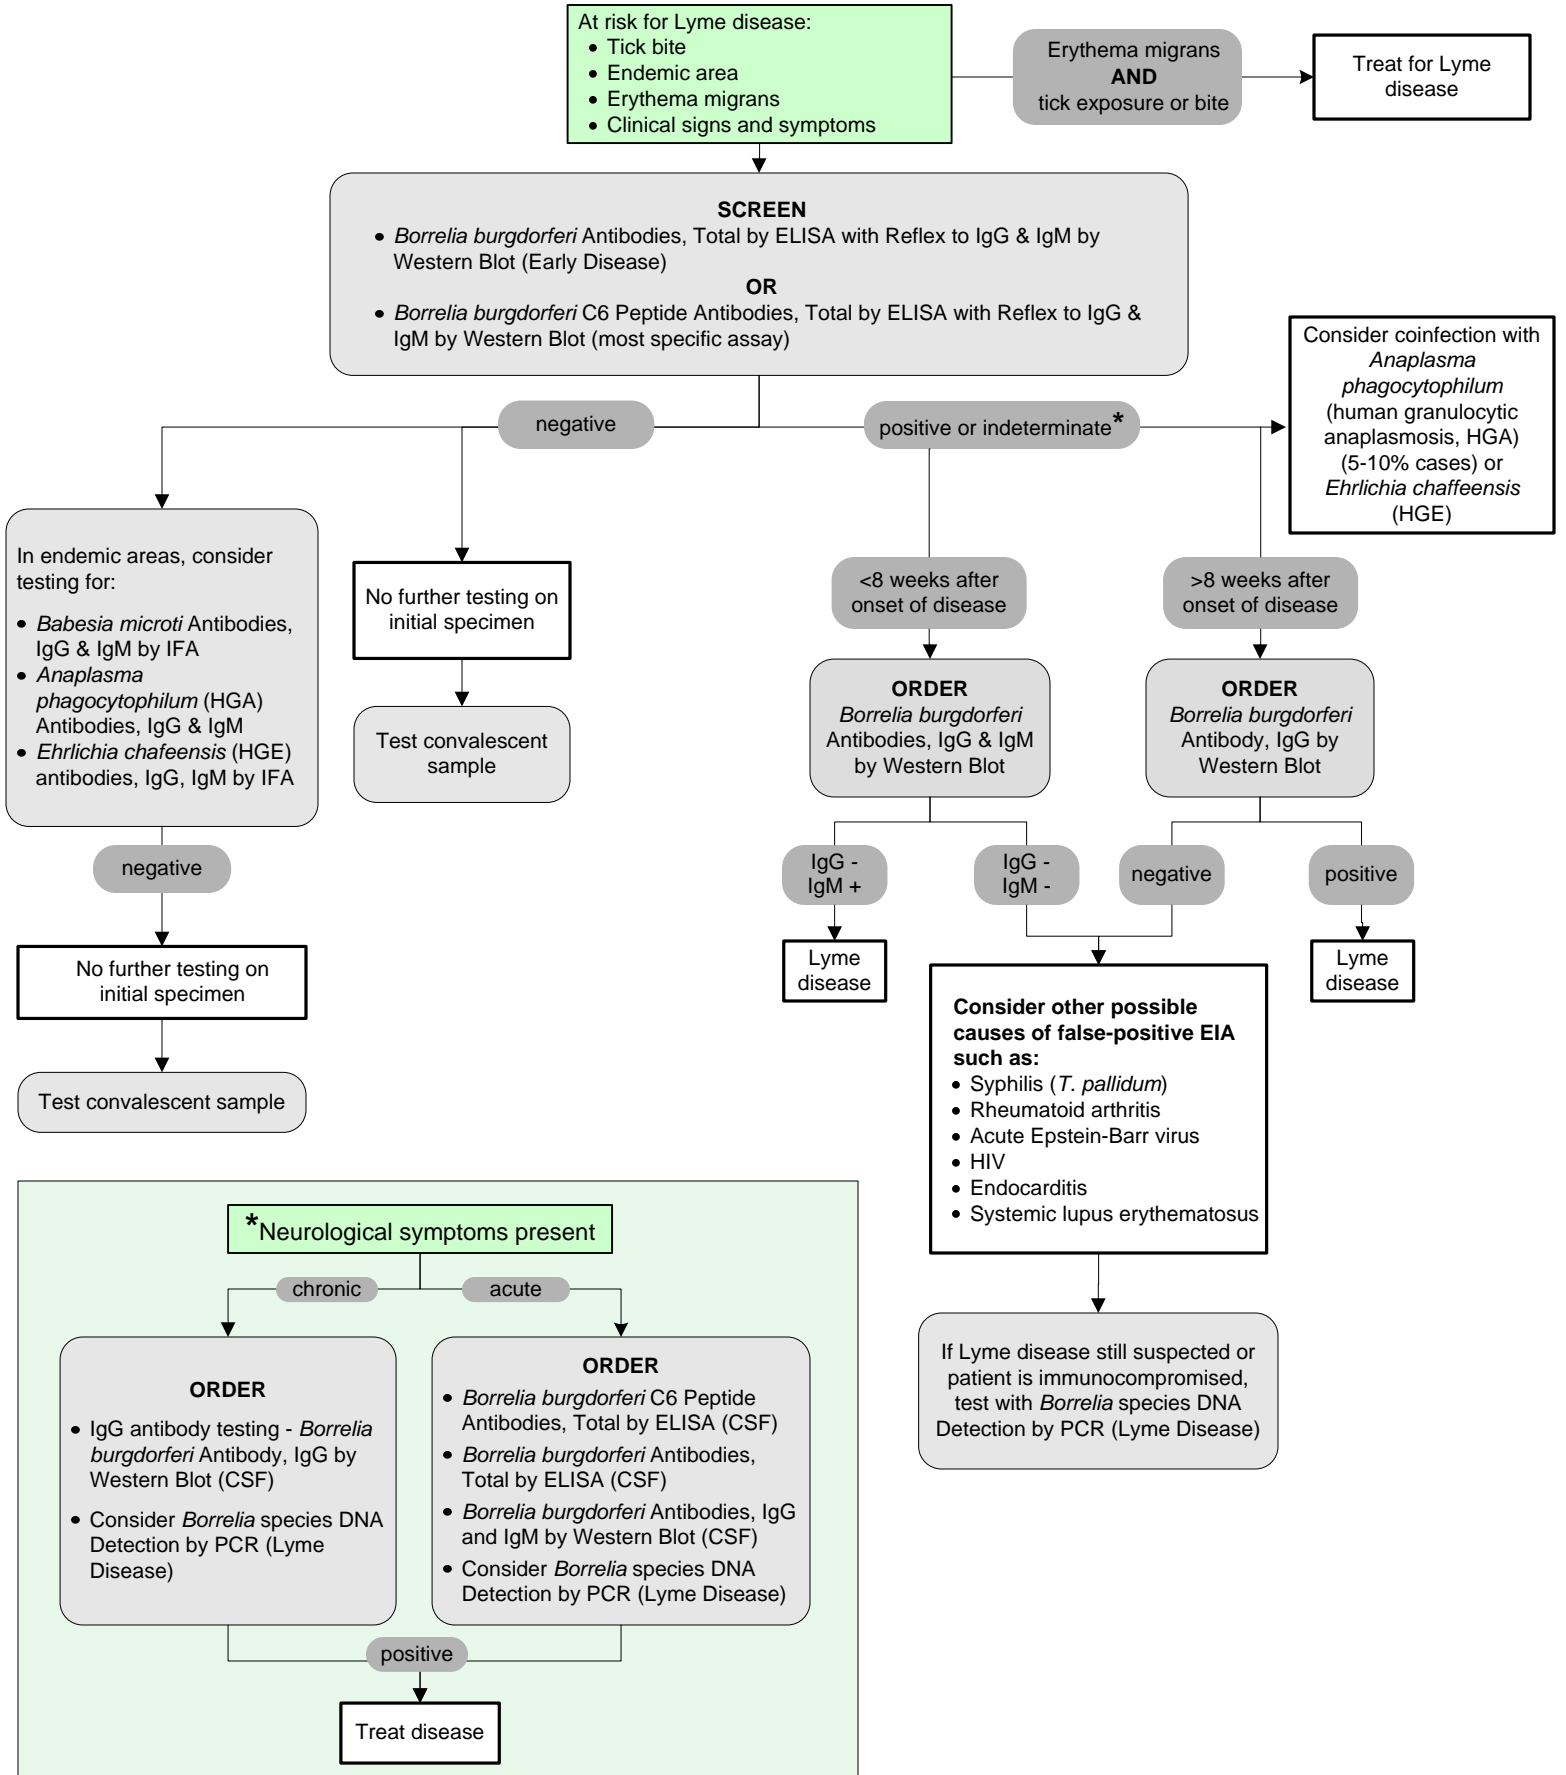 At risk for Lyme disease:
• Tick bite
• Endemic area
• Erythema migrans
• Clinical signs and symptoms
Erythema migrans
AND
tick exposure or bite
Treat for Lyme
disease
SCREEN
• Borrelia burgdorferi Antibodies, Total by ELISA with Reflex to IgG & IgM by
Western Blot (Early Disease)
OR
• Borrelia burgdorferi C6 Peptide Antibodies, Total by ELISA with Reflex to IgG &
IgM by Western Blot (most specific assay)
Consider coinfection with
Anaplasma
phagocytophilum
(human granulocytic
anaplasmosis, HGA)
(5-10% cases) or
Ehrlichia chaffeensis
(HGE)
negative
positive or indeterminate*
In endemic areas, consider
testing for:
• Babesia microti Antibodies,
IgG & IgM by IFA
• Anaplasma
phagocytophilum (HGA)
Antibodies, IgG & IgM
• Ehrlichia chafeensis (HGE)
antibodies, IgG, IgM by IFA
No further testing on
initial specimen
Test convalescent
sample
<8 weeks after
onset of disease
>8 weeks after
onset of disease
ORDER
Borrelia burgdorferi
Antibodies, IgG & IgM
by Western Blot
ORDER
Borrelia burgdorferi
Antibody, IgG by
Western Blot
negative
IgG -
IgM +
IgG -
IgM -
negative
positive
No further testing on
initial specimen
Test convalescent sample
Lyme
disease
Lyme
disease
Consider other possible
causes of false-positive EIA
such as:
• Syphilis (T. pallidum)
• Rheumatoid arthritis
• Acute Epstein-Barr virus
• HIV
• Endocarditis
• Systemic lupus erythematosus
If Lyme disease still suspected or
patient is immunocompromised,
test with Borrelia species DNA
Detection by PCR (Lyme Disease)
*Neurological symptoms present
chronic
acute
ORDER
• IgG antibody testing - Borrelia
burgdorferi Antibody, IgG by
Western Blot (CSF)
• Consider Borrelia species DNA
Detection by PCR (Lyme
Disease)
ORDER
• Borrelia burgdorferi C6 Peptide
Antibodies, Total by ELISA (CSF)
• Borrelia burgdorferi Antibodies,
Total by ELISA (CSF)
• Borrelia burgdorferi Antibodies, IgG
and IgM by Western Blot (CSF)
• Consider Borrelia species DNA
Detection by PCR (Lyme Disease)
positive
Treat disease